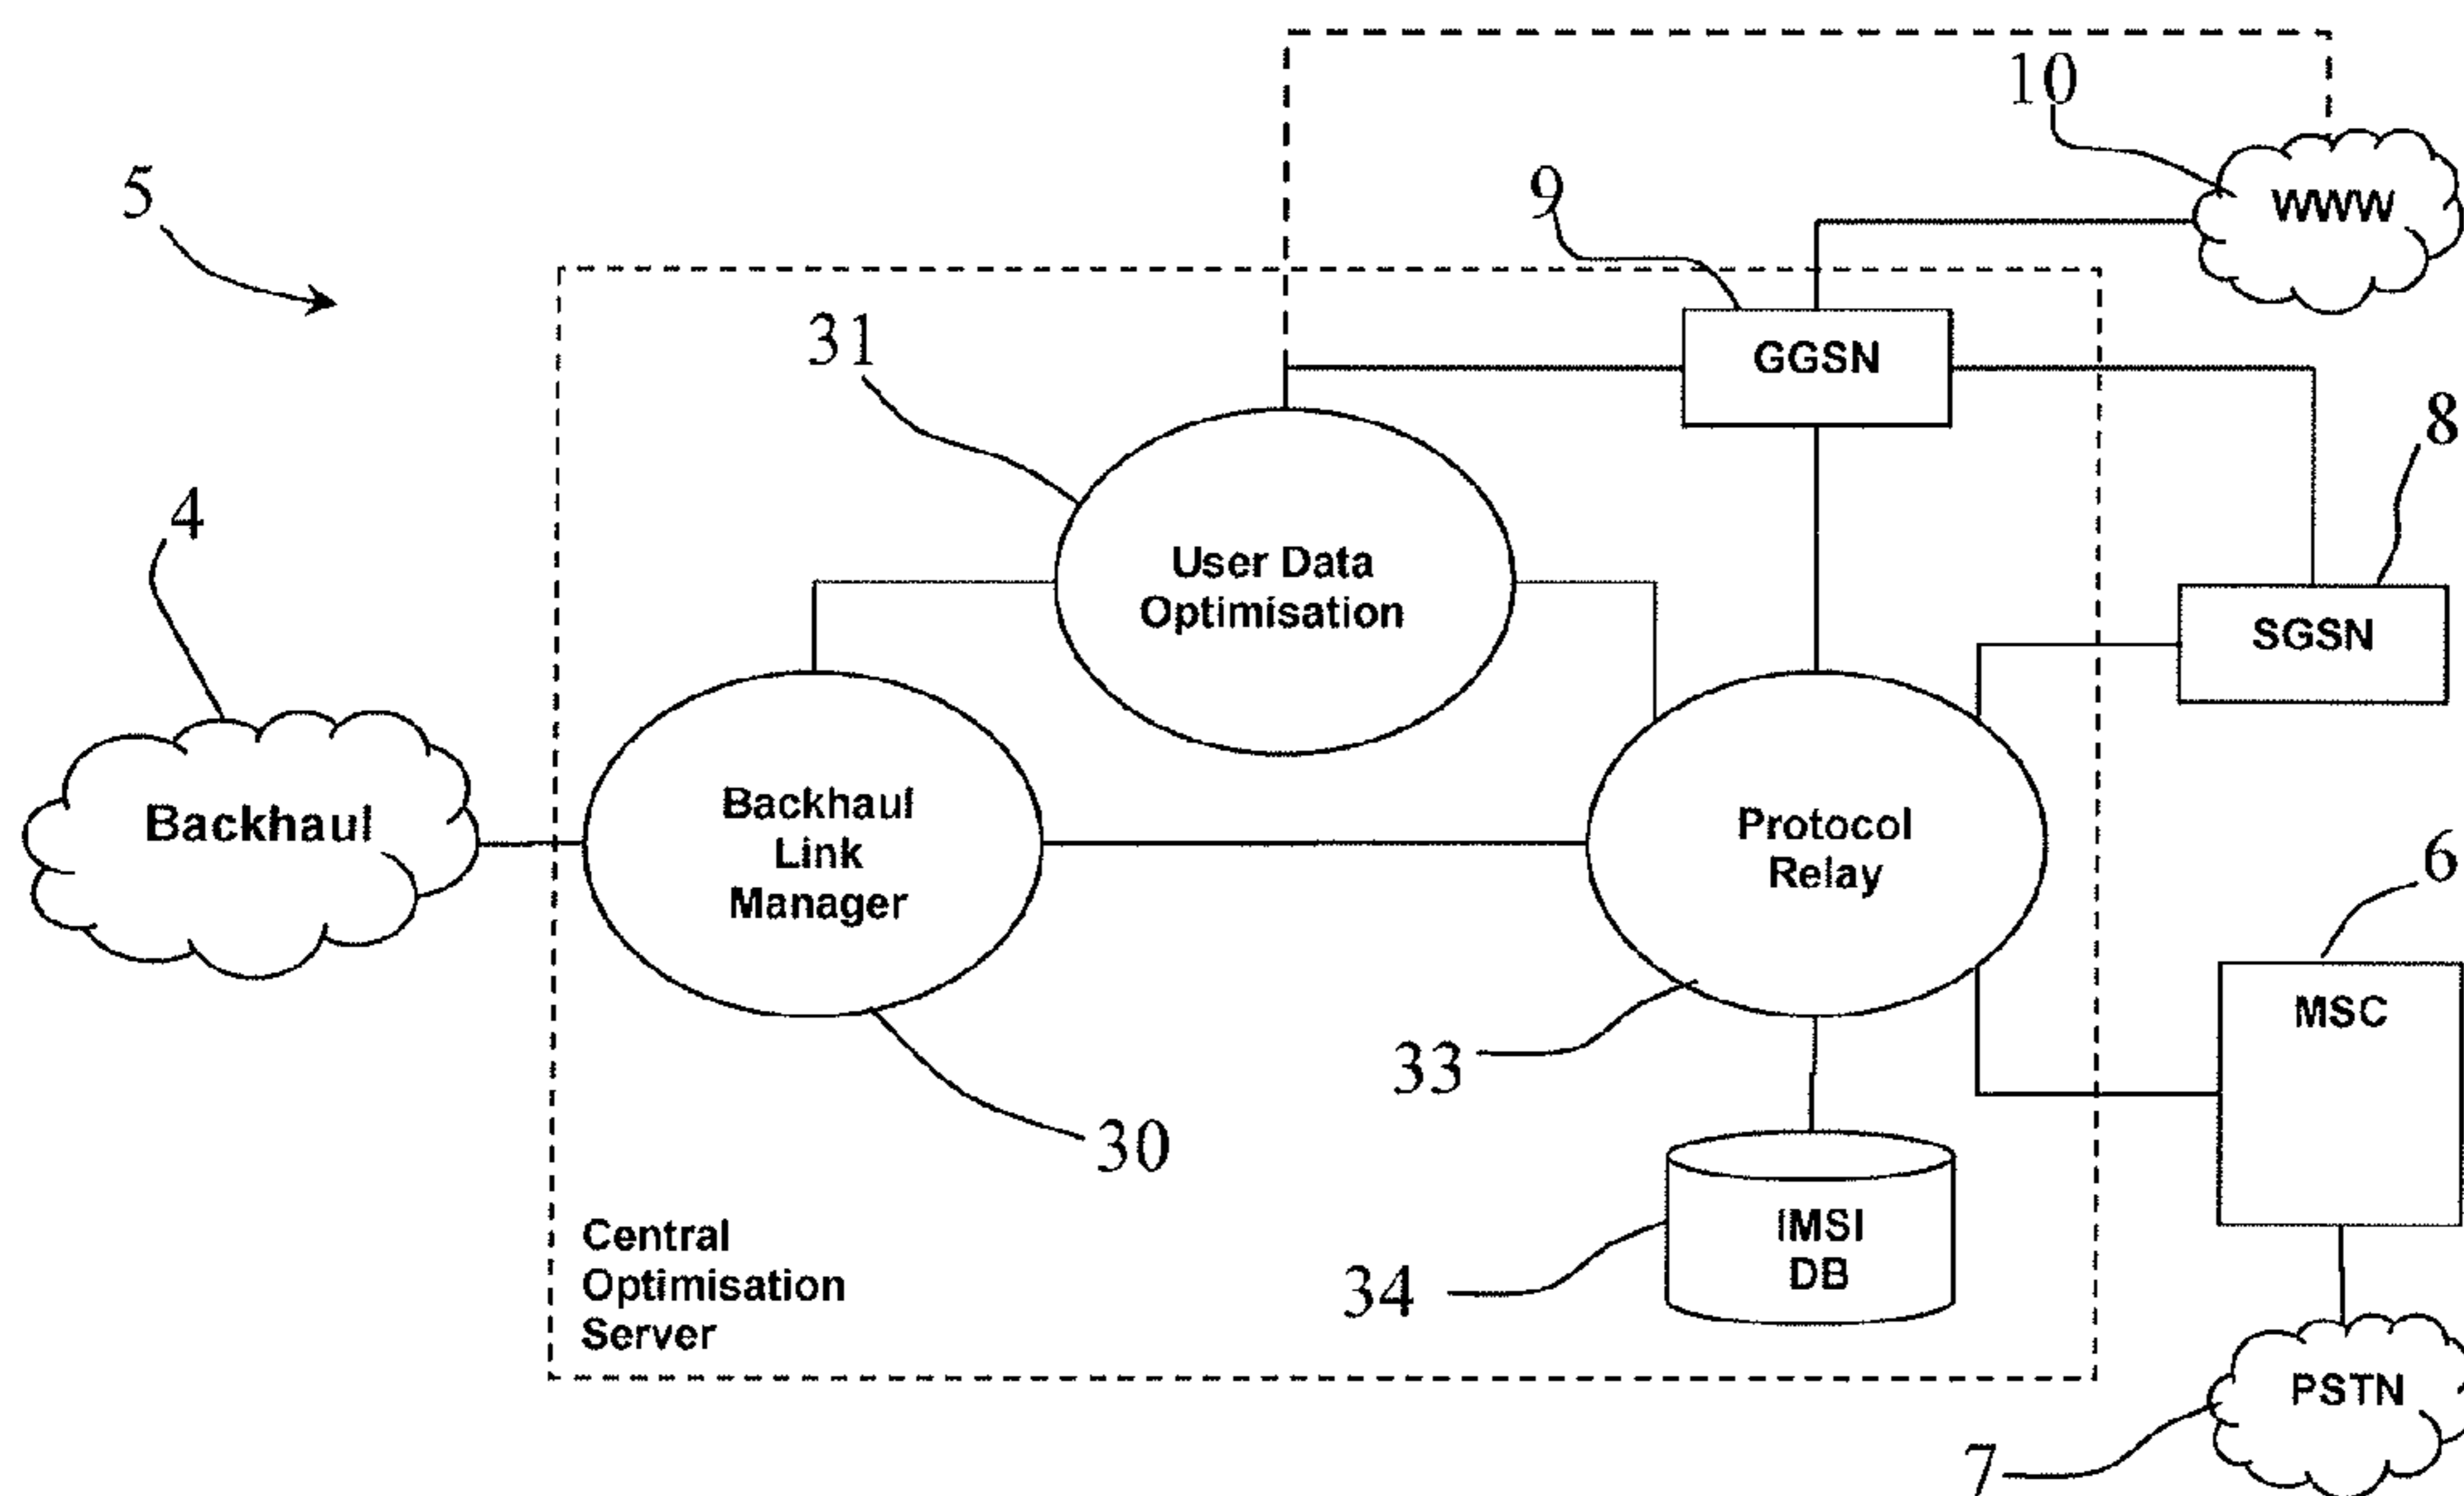 10
WWW
5
9
31
GGSN
8
4
User Data
Optimisation
SGSN
Backhaul
Backhaul
Link
Manager
Protocol
Relay
6
MSC
33
30
IMSI
DB
34
Central
Optimisation
Server
PSTN
7